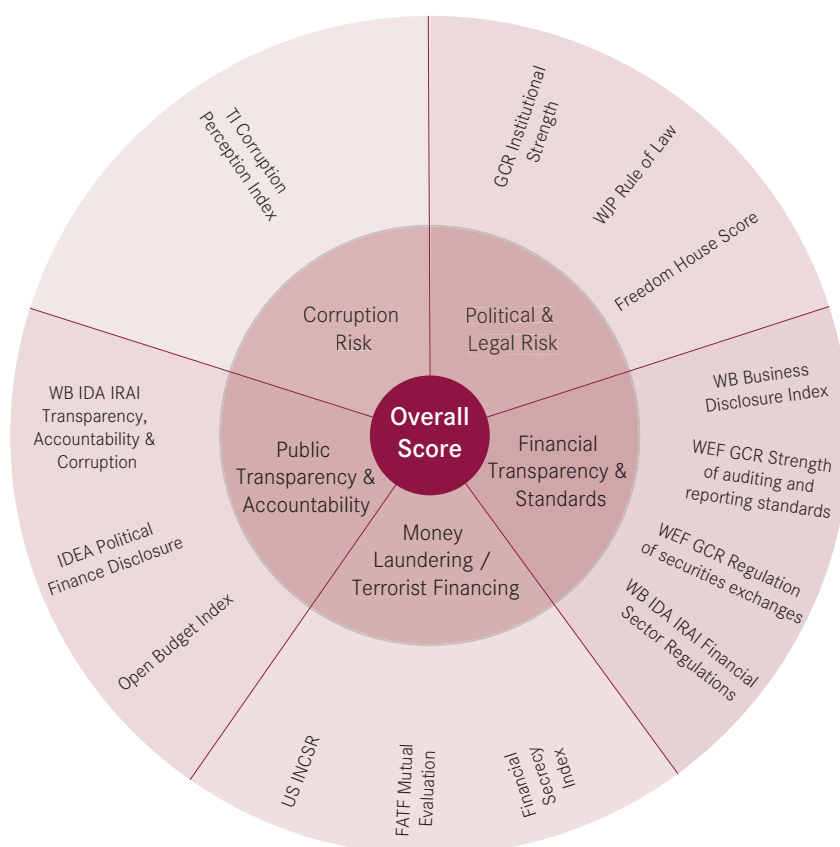 TI Corruption
Perception Index
GCR Institutional
Strength
WJP Rule of Law
Freedom House Score
Corruption
Risk
Political &
Legal Risk
WB Business
Disclosure Index
WEF GCR Strength
of auditing and
reporting standards
WEF GCR Regulation
of securities exchanges
WB IDA IRAI Financial
Sector Regulations
Overall
Score
Financial
Transparency &
Standards
Public
Transparency &
Accountability
Money
Laundering /
Terrorist Financing
WB IDA IRAI
Transparency,
Accountability &
Corruption
IDEA Political
Finance Disclosure
Open Budget Index
US INCSR
FATF Mutual
Evaluation
Financial
Secrecy
Index